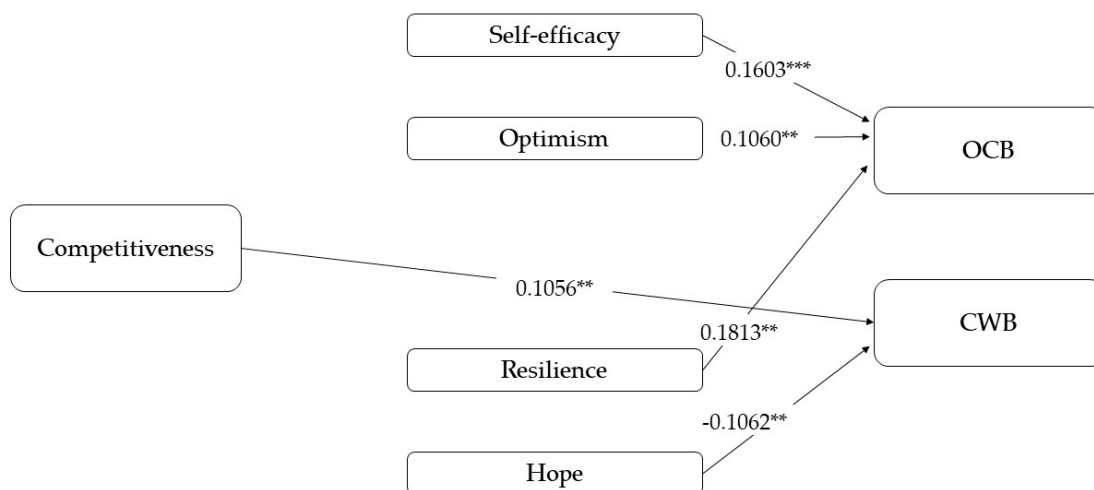 Self-efficacy
0.1603***
Optimism
0.1060**
OCB
Competitiveness
0.1056**
CWB
0.1813**
Resilience
-0.1062**
Hope